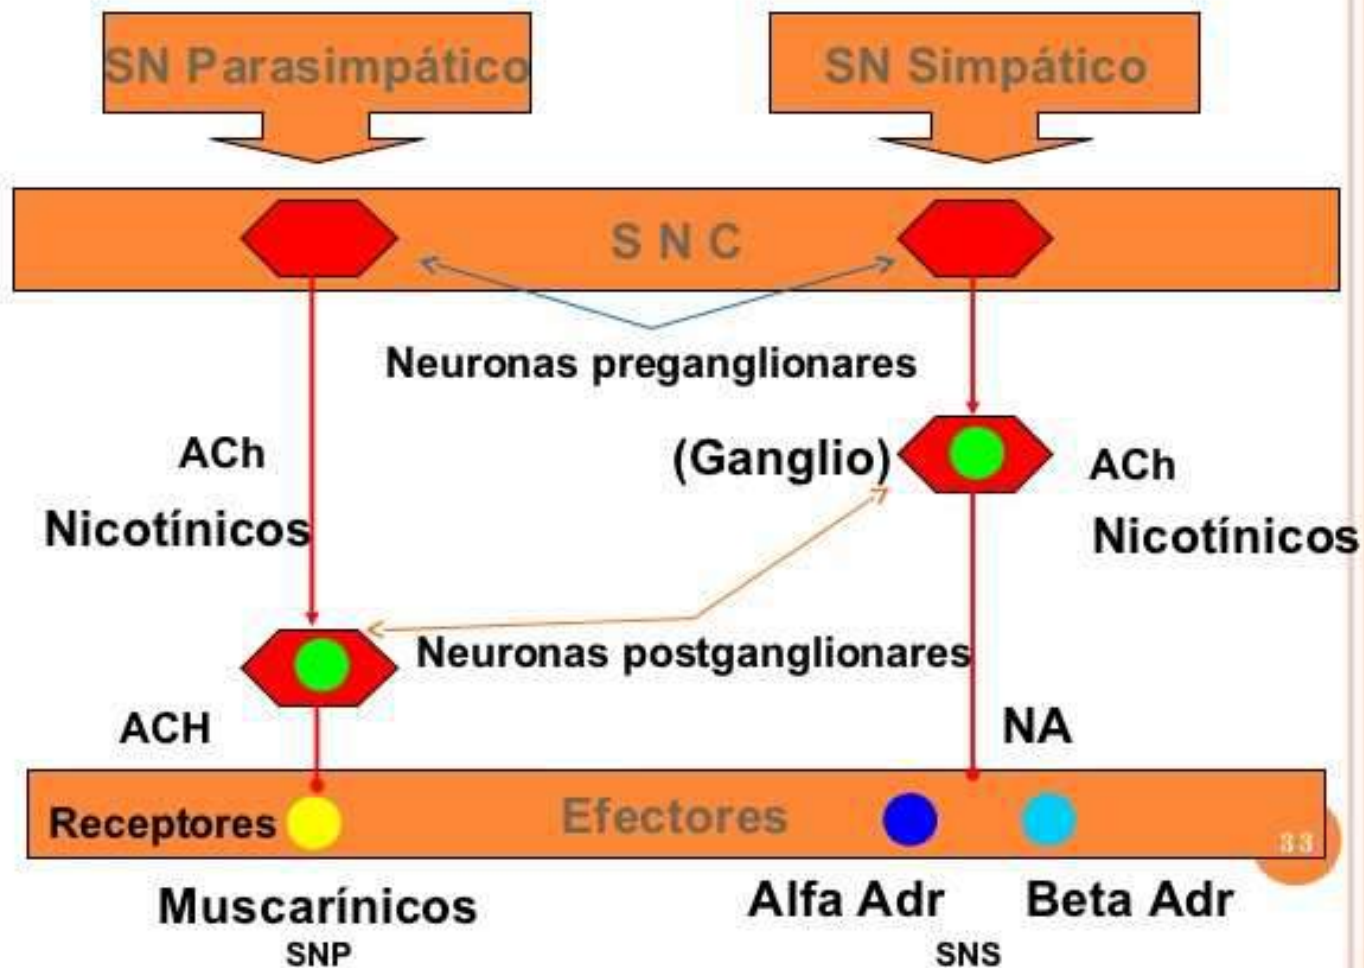 SN Parasimpático
SN Simpático
S N C
Neuronas preganglionares
ACh
(Ganglio)
ACh
Nicotínicos
Nicotínicos
Neuronas postganglionares
ACH
NA
Receptores
Efectores
33
Muscarínicos
Alfa Adr
Beta Adr
SNP
SNS